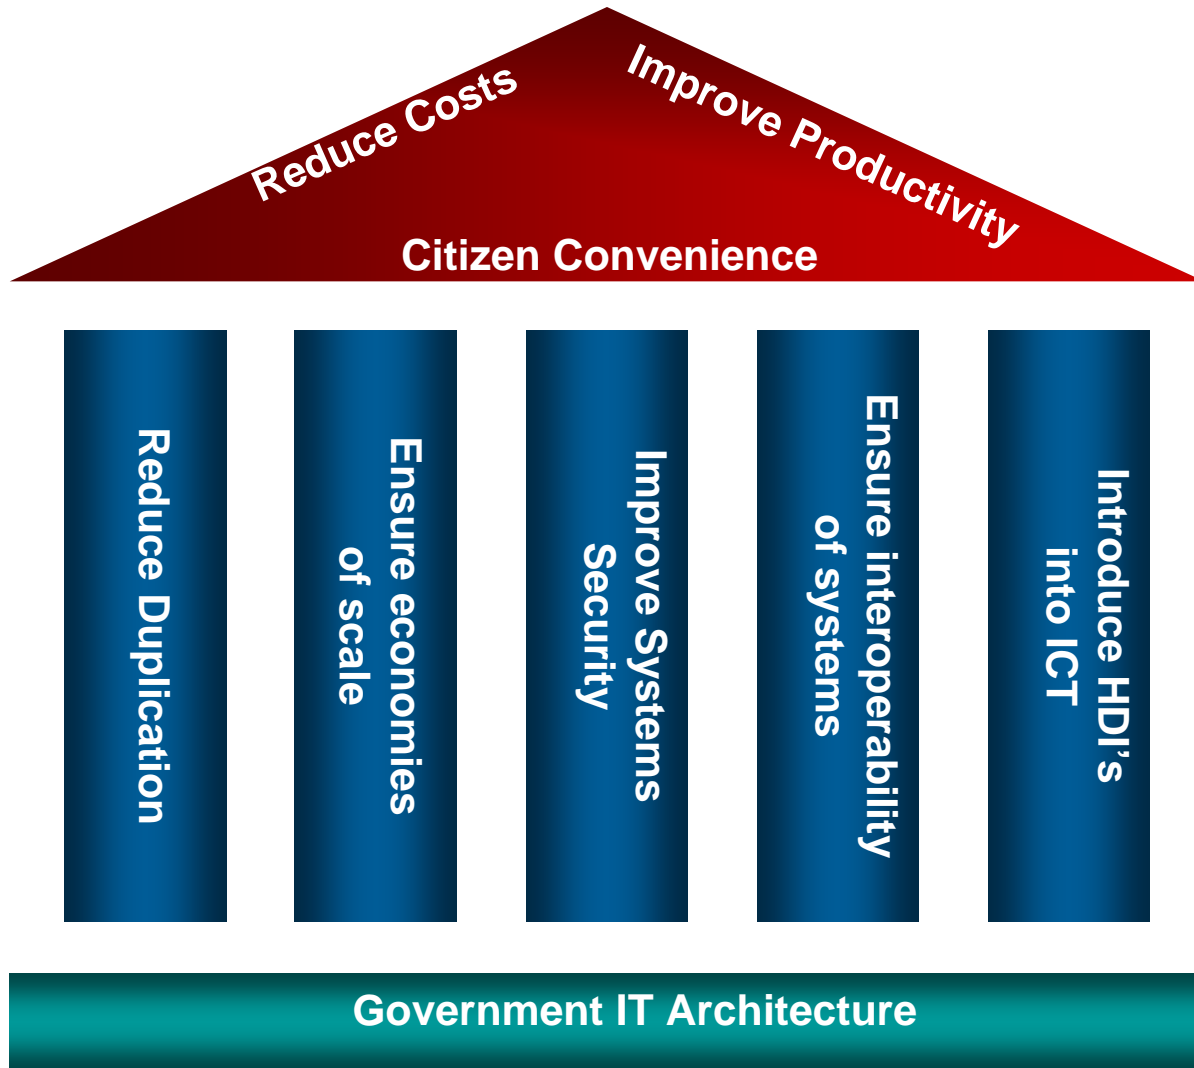 Reduce Costs
Improve Productivity
Citizen Convenience
Reduce Duplication
Ensure economies
of scale
Improve Systems
Security
Ensure interoperability
of systems
Introduce HDI’s
into ICT
Government IT Architecture